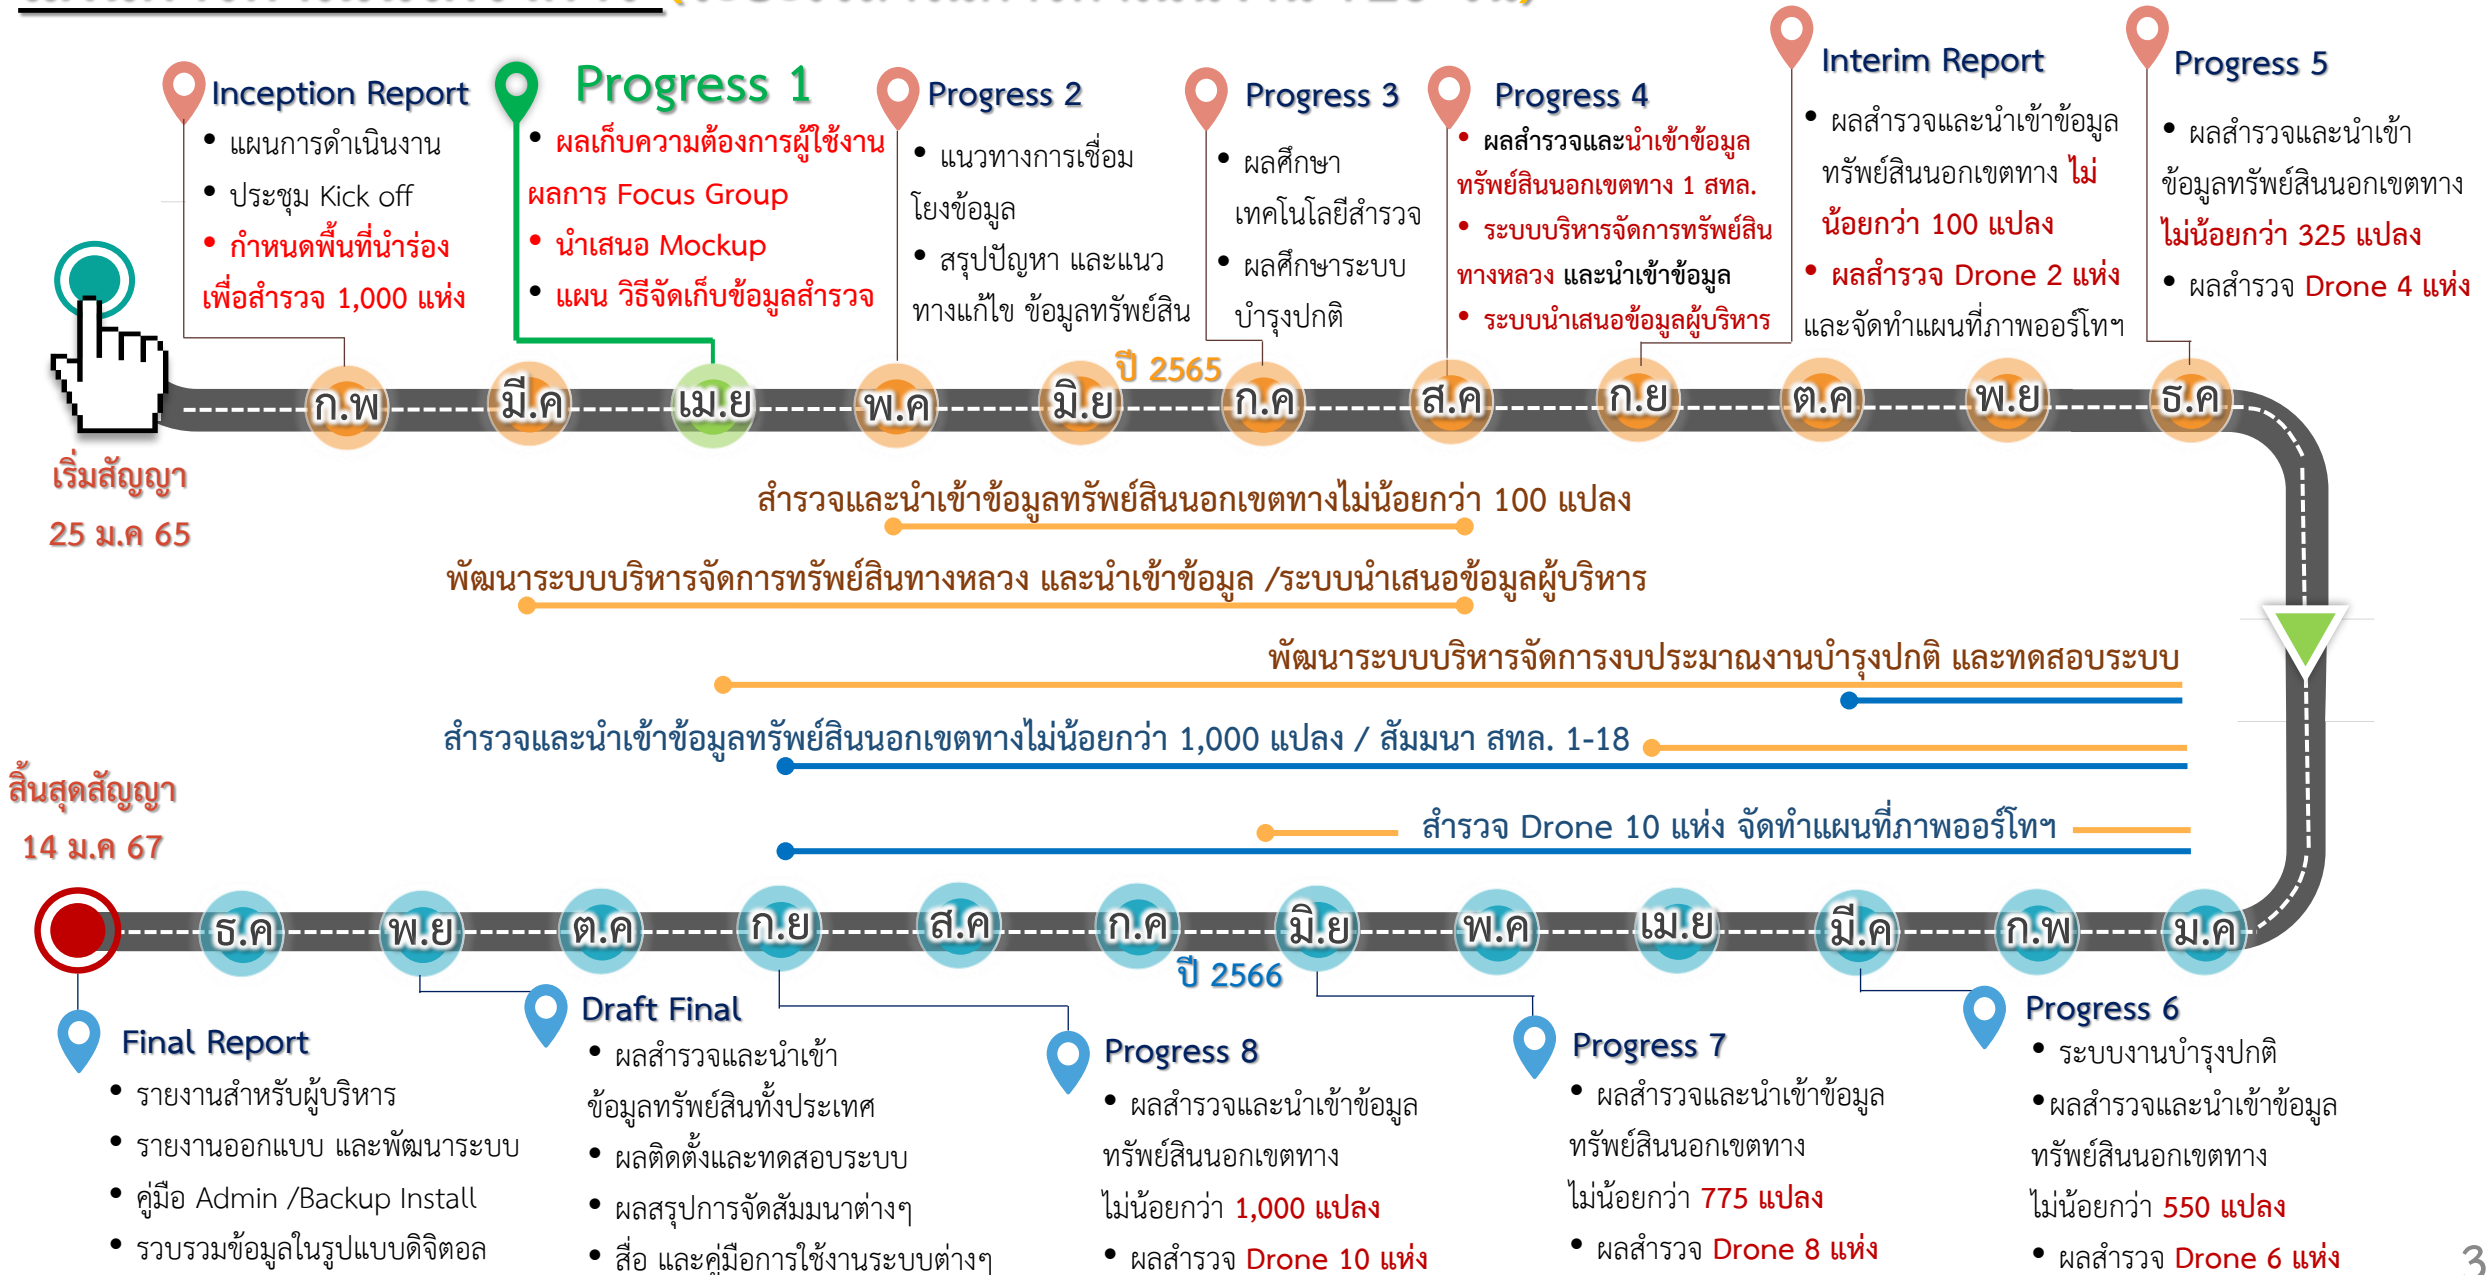 Inception Report
• แผนการดำเนินงาน
• ประชุม Kick off
• กำหนดพื้นที่นำร่อง
เพื่อสำรวจ 1,000 แห่ง
Progress 1
• ผลเก็บความต้องการผู้ใช้งาน
ผลการ Focus Group
• นำเสนอ Mockup
• แผน วิธีจัดเก็บข้อมูลสำรวจ
Progress 2
• แนวทางการเชื่อม
โยงข้อมูล
• สรุปปัญหา และแนว
ทางแก้ไข ข้อมูลทรัพย์สิน
Progress 3
• ผลศึกษา
เทคโนโลยีสำรวจ
• ผลศึกษาระบบ
บำรุงปกติ
Progress 4
• ผลสำรวจและนำเข้าข้อมูล
ทรัพย์สินนอกเขตทาง 1 สทล.
• ระบบบริหารจัดการทรัพย์สิน
ทางหลวง และนำเข้าข้อมูล
• ระบบนำเสนอข้อมูลผู้บริหาร
Interim Report
• ผลสำรวจและนำเข้าข้อมูล
ทรัพย์สินนอกเขตทาง ไม่
น้อยกว่า 100 แปลง
• ผลสำรวจ Drone 2 แห่ง
และจัดทำแผนที่ภาพออร์โทฯ
Progress 5
• ผลสำรวจและนำเข้า
ข้อมูลทรัพย์สินนอกเขตทาง
ไม่น้อยกว่า 325 แปลง
• ผลสำรวจ Drone 4 แห่ง
ปี 2565
ก.พ มี.ค เม.ย พ.ค มิ.ย ก.ค ส.ค ก.ย ต.ค พ.ย ธ.ค
เริ่มสัญญา
25 ม.ค 65
สำรวจและนำเข้าข้อมูลทรัพย์สินนอกเขตทางไม่น้อยกว่า 100 แปลง
พัฒนาระบบบริหารจัดการทรัพย์สินทางหลวง และนำเข้าข้อมูล /ระบบนำเสนอข้อมูลผู้บริหาร
พัฒนาระบบบริหารจัดการงบประมาณงานบำรุงปกติ และทดสอบระบบ
สำรวจและนำเข้าข้อมูลทรัพย์สินนอกเขตทางไม่น้อยกว่า 1,000 แปลง / สัมมนา สทล. 1-18
สำรวจ Drone 10 แห่ง จัดทำแผนที่ภาพออร์โทฯ
สิ้นสุดสัญญา
14 ม.ค 67
ธ.ค พ.ย ต.ค ก.ย ส.ค ก.ค มิ.ย พ.ค เม.ย มี.ค ก.พ ม.ค
ปี 2566
Final Report
• รายงานสำหรับผู้บริหาร
• รายงานออกแบบ และพัฒนาระบบ
• คู่มือ Admin /Backup Install
• รวบรวมข้อมูลในรูปแบบดิจิตอล
Draft Final
• ผลสำรวจและนำเข้า
ข้อมูลทรัพย์สินทั้งประเทศ
• ผลติดตั้งและทดสอบระบบ
• ผลสรุปการจัดสัมมนาต่างๆ
• สื่อ และคู่มือการใช้งานระบบต่างๆ
Progress 8
• ผลสำรวจและนำเข้าข้อมูล
ทรัพย์สินนอกเขตทาง
ไม่น้อยกว่า 1,000 แปลง
• ผลสำรวจ Drone 10 แห่ง
Progress 7
• ผลสำรวจและนำเข้าข้อมูล
ทรัพย์สินนอกเขตทาง
ไม่น้อยกว่า 775 แปลง
• ผลสำรวจ Drone 8 แห่ง
Progress 6
• ระบบงานบำรุงปกติ
• ผลสำรวจและนำเข้าข้อมูล
ทรัพย์สินนอกเขตทาง
ไม่น้อยกว่า 550 แปลง
• ผลสำรวจ Drone 6 แห่ง
3